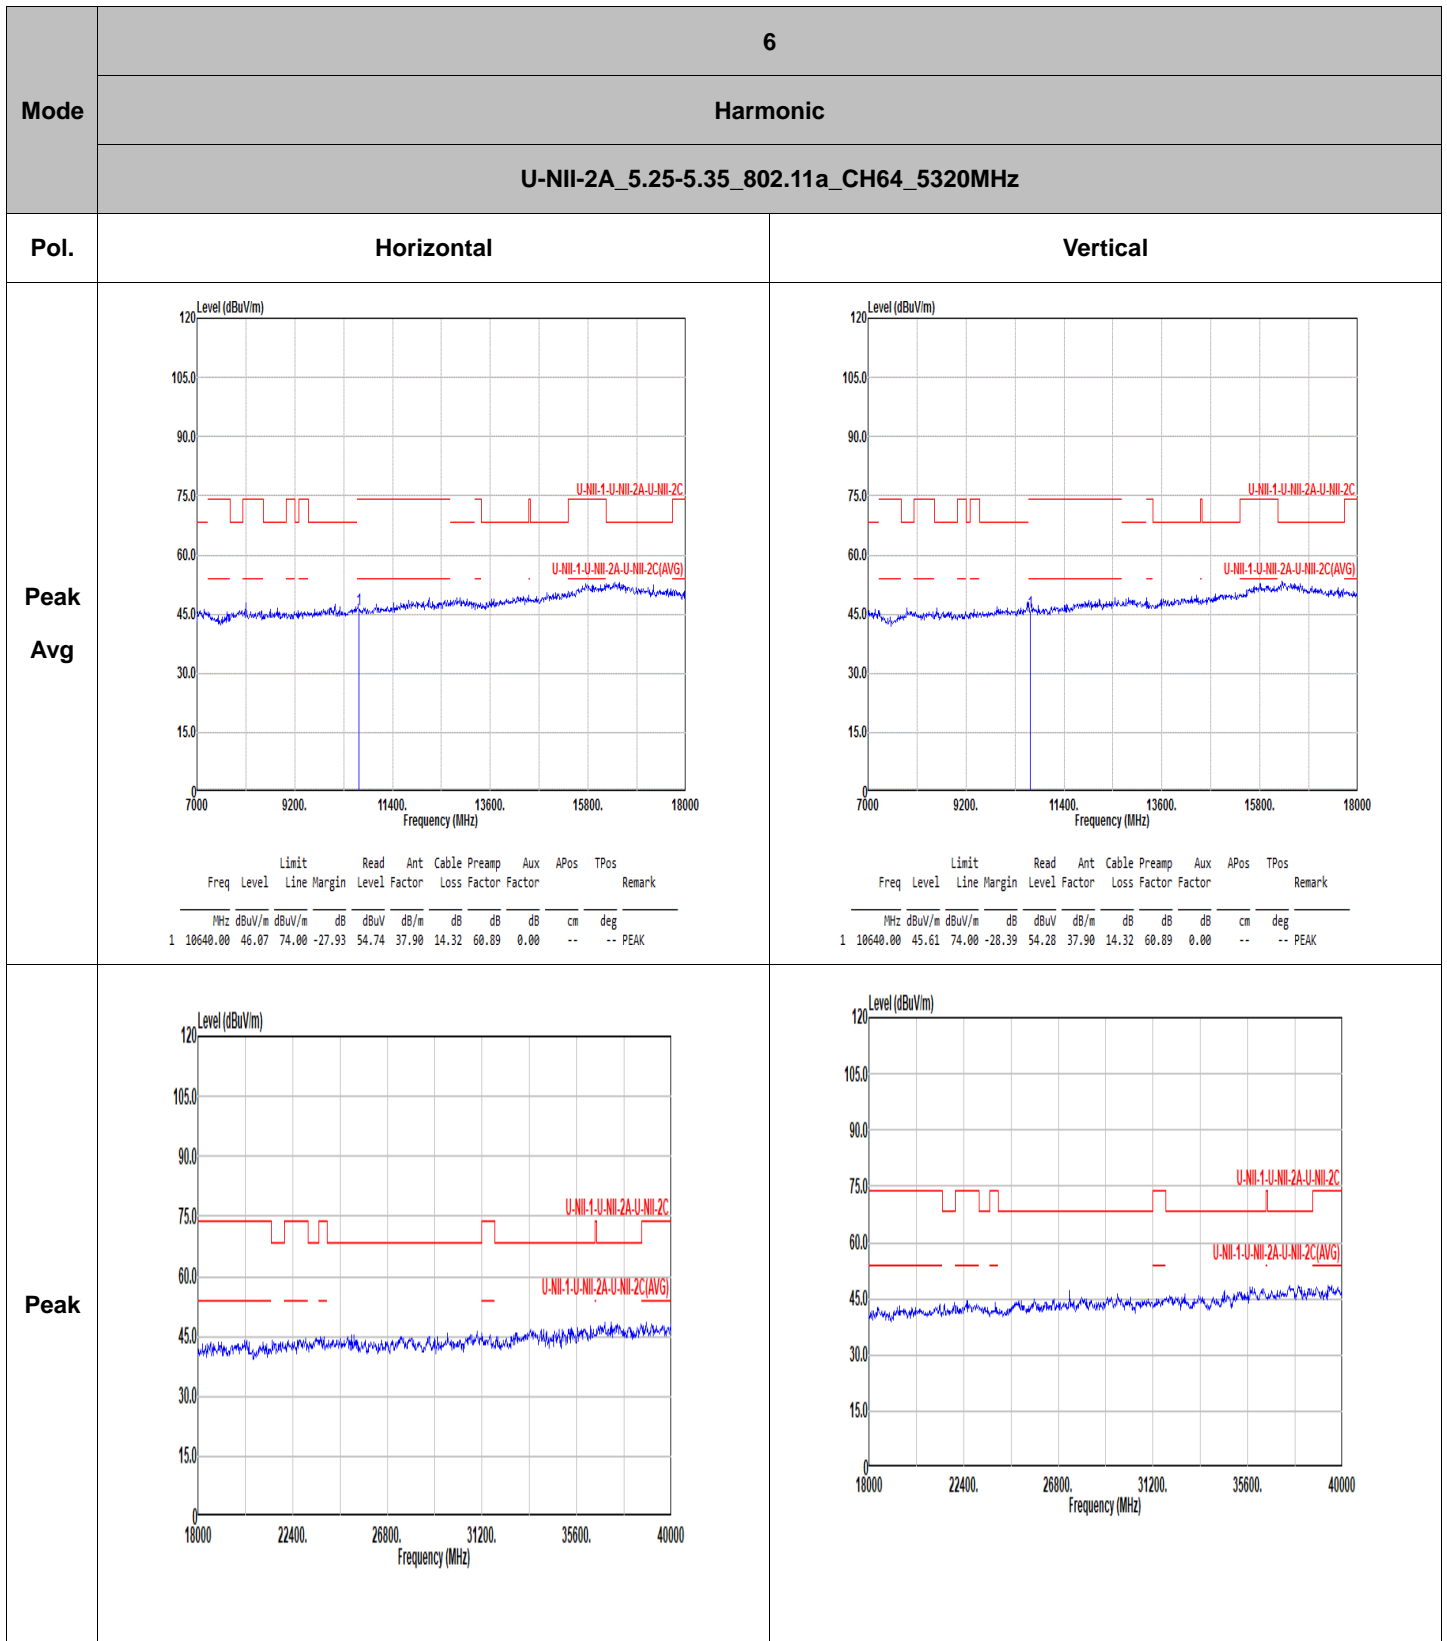 Mode
6
Harmonic
U-NII-2A_5.25-5.35_802.11a_CH64_5320MHz
Pol.
Horizontal
Vertical
Peak
Avg
Level (dBuV/m)
120
105.0
90.0
75.0
60.0
45.0
30.0
15.0
0
U-NII-1-U-NII-2A-U-NII-2C
U-NII-1-U-NII-2A-U-NII-2C(AVG)
7000 9200. 11400. 13600. 15800. 18000
Frequency (MHz)
Limit Read Ant Cable Preamp Aux APos TPos
Freq Level Line Margin Level Factor Loss Factor Factor Remark
MHz dBuV/m dBuV/m dB dBuV dB/m dB dB dB cm deg
1 10640.00 46.07 74.00 -27.93 54.74 37.90 14.32 60.89 0.00 -- -- PEAK
Level (dBuV/m)
120
105.0
90.0
75.0
60.0
45.0
30.0
15.0
0
U-NII-1-U-NII-2A-U-NII-2C
U-NII-1-U-NII-2A-U-NII-2C(AVG)
7000 9200. 11400. 13600. 15800. 18000
Frequency (MHz)
Limit Read Ant Cable Preamp Aux APos TPos
Freq Level Line Margin Level Factor Loss Factor Factor Remark
MHz dBuV/m dBuV/m dB dBuV dB/m dB dB dB cm deg
1 10640.00 45.61 74.00 -28.39 54.28 37.90 14.32 60.89 0.00 -- -- PEAK
Peak
Level (dBuV/m)
120
105.0
90.0
75.0
60.0
45.0
30.0
15.0
0
U-NII-1-U-NII-2A-U-NII-2C
U-NII-1-U-NII-2A-U-NII-2C(AVG)
18000 22400. 26800. 31200. 35600. 40000
Frequency (MHz)
Level (dBuV/m)
120
105.0
90.0
75.0
60.0
45.0
30.0
15.0
0
U-NII-1-U-NII-2A-U-NII-2C
U-NII-1-U-NII-2A-U-NII-2C(AVG)
18000 22400. 26800. 31200. 35600. 40000
Frequency (MHz)